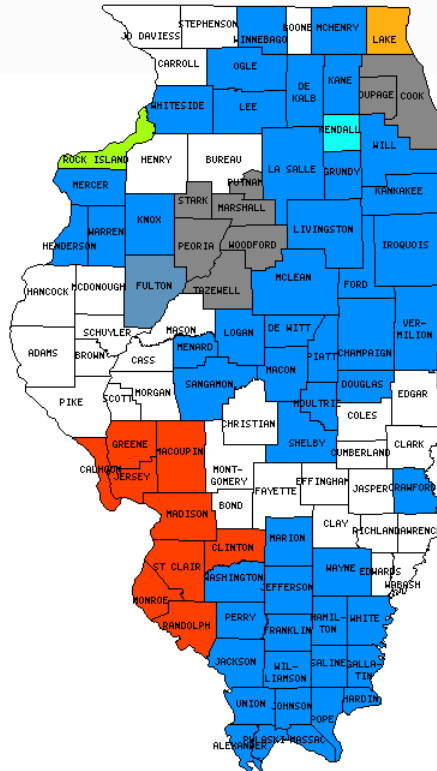 JO DAVIESS
STEPHENSON
WINNEBAGO
BOONE
MCHENRY
LAKE
CARROLL
OGLE
DE
KALB
KANE
DUPAGE
COOK
WHITESIDE
LEE
KENDALL
WILL
ROCK ISLAND
HENRY
BUREAU
LA SALLE
GRUNDY
MERCER
PUTNAM
KANKAKEE
STARK
MARSHALL
KNOX
LIVINGSTON
HENDERSON
WARREN
PEORIA
WOODFORD
IROQUOIS
HANCOCK
MCDONOUGH
FULTON
TAZEWELL
MCLEAN
FORD
SCHUYLER
MASON
LOGAN
DE WITT
VER-
MILION
ADAMS
BROWN
CASS
MENARD
PIATT
CHAMPAIGN
SANGAMON
MACON
DOUGLAS
EDGAR
PIKE
SCOTT
MORGAN
MOULTRIE
CHRISTIAN
COLES
GREENE
MACOUPIN
SHELBY
CUMBERLAND
CLARK
CALHOUN
JERSEY
MONT-
GOMERY
FAYETTE
EFFINGHAM
JASPER
CRAWFORD
MADISON
BOND
CLAY
RICHLAND
LAWRENCE
CLINTON
MARION
ST CLAIR
WASHINGTON
WAYNE
EDWARDS
WABASH
MONROE
JEFFERSON
RANDOLPH
PERRY
FRANKLIN
HAMIL-
TON
WHITE
JACKSON
WIL-
LIAMSON
SALINE
GALLA-
TIN
UNION
JOHNSON
POPE
HARDIN
ALEXANDER
PULASKI
MASSAC